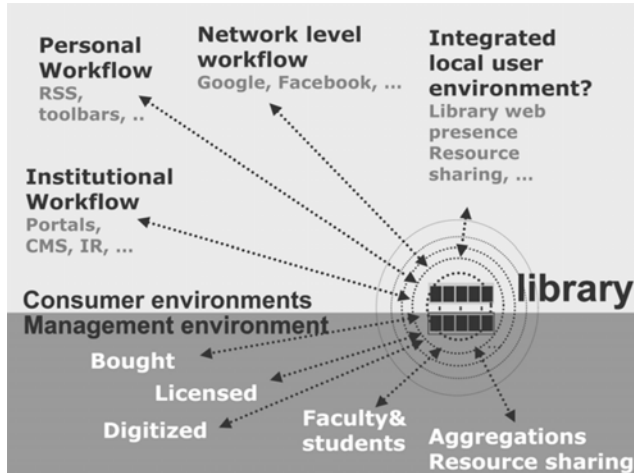 Personal
Workflow
RSS,
toolbars, ..
Network level
workflow
Google, Facebook, ...
Integrated
local user
environment?
Library web
presence
Resource
sharing, ...
Institutional
Workflow
Portals,
CMS, IR, ...
library
Consumer environments
Management environment
Bought
Licensed
Digitized
Faculty&
students
Aggregations
Resource sharing